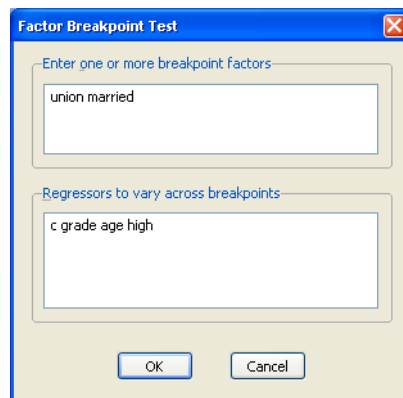 Factor Breakpoint Test
Enter one or more breakpoint factors
union married
Regressors to vary across breakpoints
c grade age high
OK
Cancel